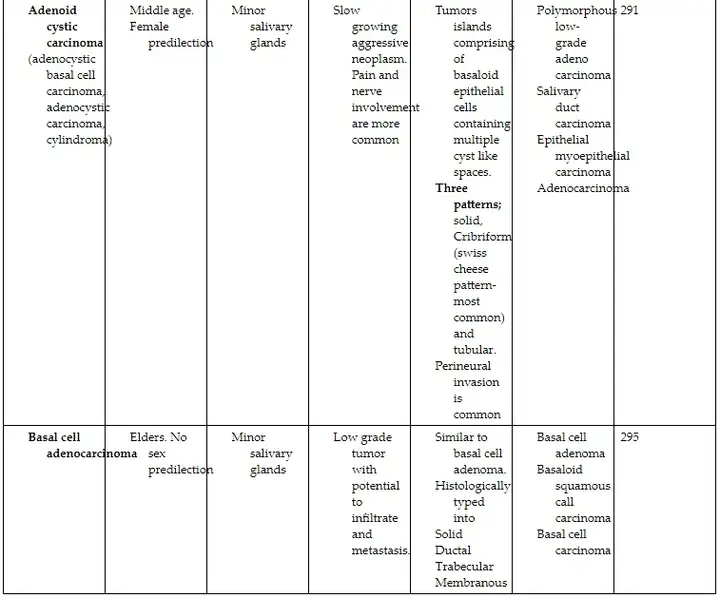 Adenoid
cystic
carcinoma
(adenocystic
basal cell
carcinoma,
adenocystic
carcinoma,
cylindroma)
Middle age.
Female
predilection
Minor
salivary
glands
Slow
growing
aggressive
neoplasm.
Pain and
nerve
involvement
are more
common
Tumors
islands
comprising
of
basaloid
epithelial
cells
containing
multiple
cyst like
spaces.
Three
patterns;
solid,
Cribriform
(swiss
cheese
pattern-
most
common)
and
tubular.
Perineural
invasion
is
common
Polymorphous
low-
grade
adeno
carcinoma
Salivary
duct
carcinoma
Epithelial
myoepithelial
carcinoma
Adenocarcinoma
291
Basal cell
adenocarcinoma
Elders. No
sex
predilection
Minor
salivary
glands
Low grade
tumor
with
potential
to
infiltrate
and
metastasis.
Similar to
basal cell
adenoma.
Histologically
typed
into
Solid
Ductal
Trabecular
Membranous
Basal cell
adenoma
Basaloid
squamous
call
carcinoma
Basal cell
carcinoma
295